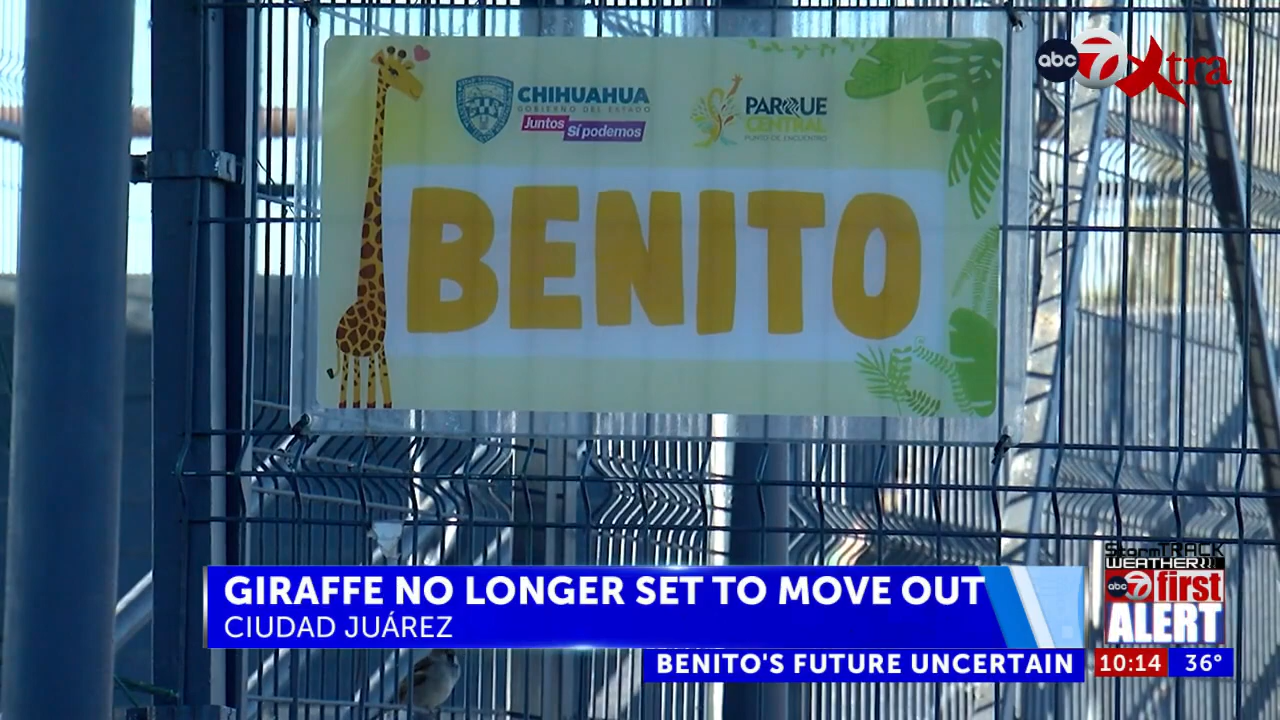 abc 7 Xtra
CHIHUAHUA
GOBIERNO DEL ESTADO
Juntos Sí podemos
PARQUE
CENTRAL
PUNTO DE ENCUENTRO
BENITO
GIRAFFE NO LONGER SET TO MOVE OUT
CIUDAD JUÁREZ
BENITO'S FUTURE UNCERTAIN
StormTRACK
WEATHER
abc 7 first
ALERT
10:14 36°